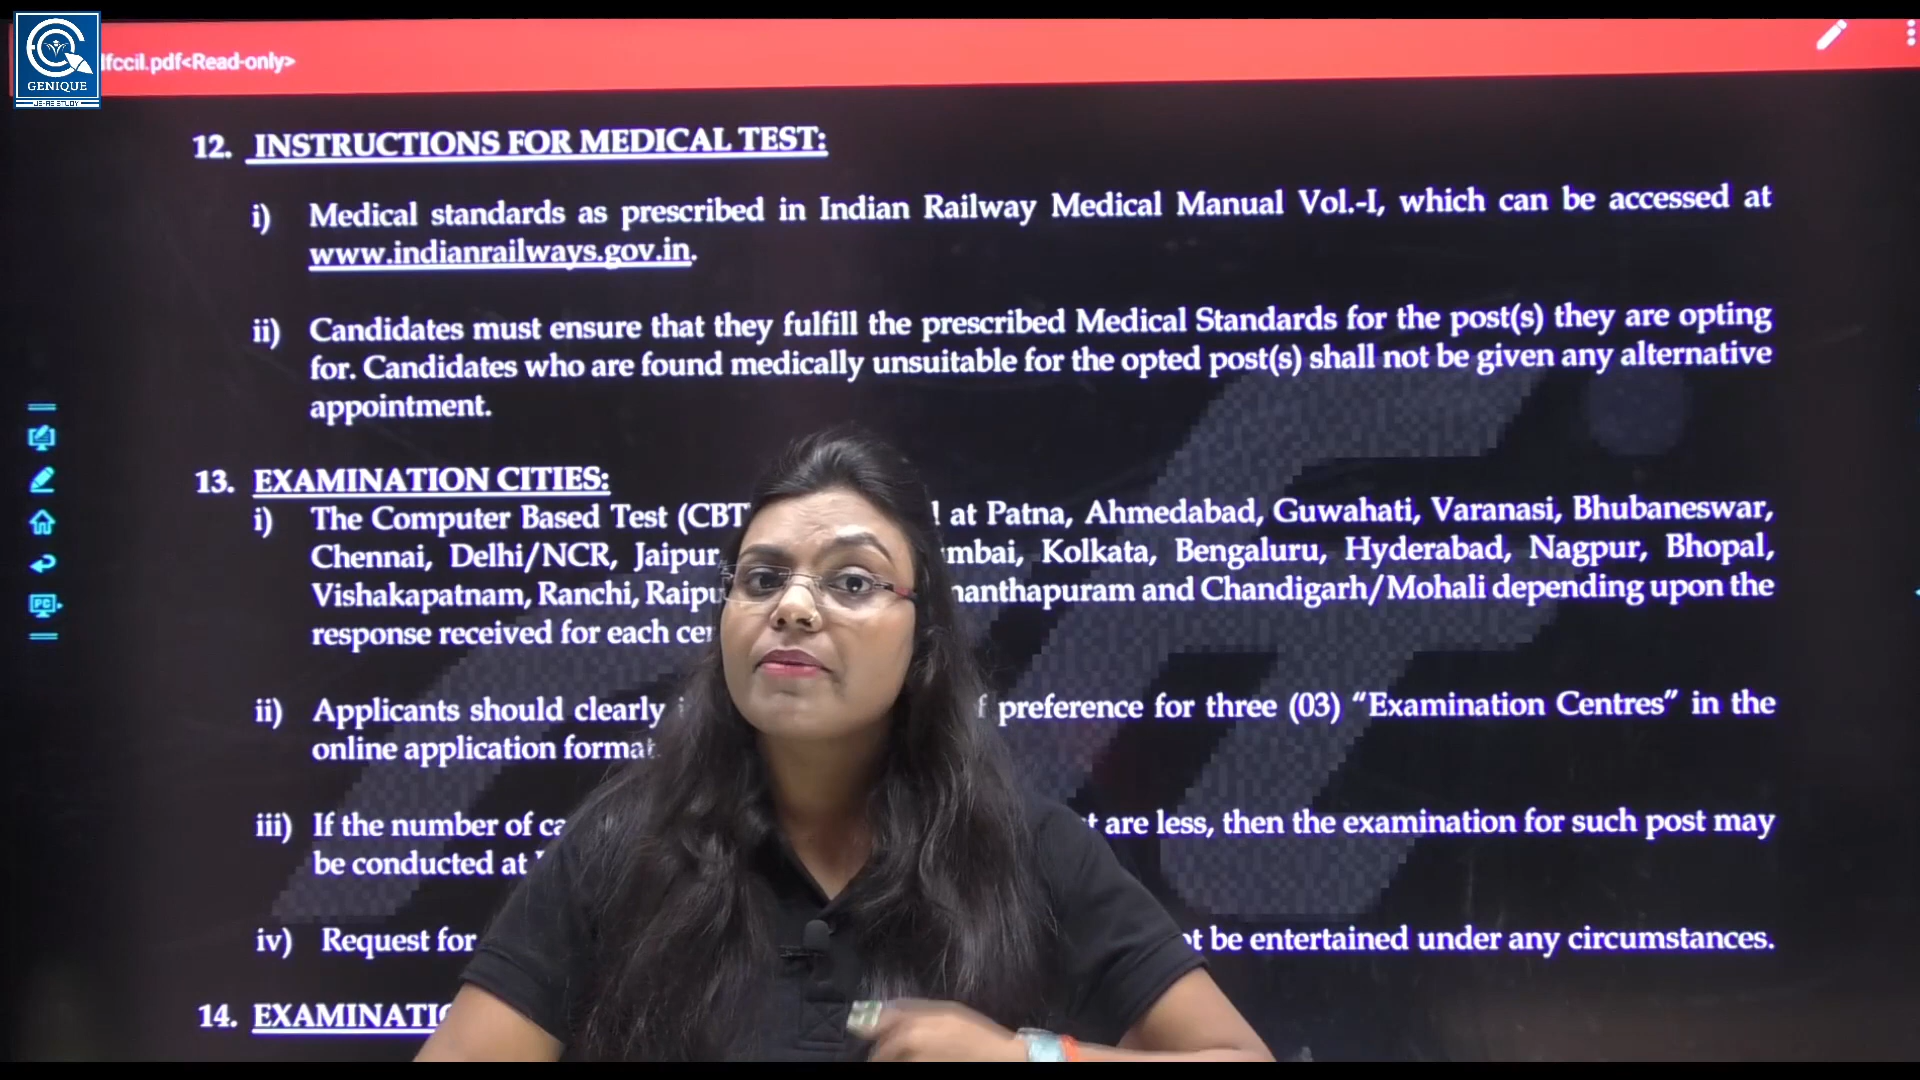 GENIQUE
dfccil.pdf<Read-only>
12. INSTRUCTIONS FOR MEDICAL TEST:
i) Medical standards as prescribed in Indian Railway Medical Manual Vol.-I, which can be accessed at
www.indianrailways.gov.in.
ii) Candidates must ensure that they fulfill the prescribed Medical Standards for the post(s) they are opting
for. Candidates who are found medically unsuitable for the opted post(s) shall not be given any alternative
appointment.
13. EXAMINATION CITIES:
i) The Computer Based Test (CBT at Patna, Ahmedabad, Guwahati, Varanasi, Bhubaneswar,
Chennai, Delhi/NCR, Jaipur, Kolkata, Bengaluru, Hyderabad, Nagpur, Bhopal,
Vishakapatnam, Ranchi, and Chandigarh/Mohali depending upon the
response received for each
ii) Applicants should clearly preference for three (03) “Examination Centres” in the
online application format.
iii) If the number of are less, then the examination for such post may
be conducted at
iv) Request for be entertained under any circumstances.
14.
PC